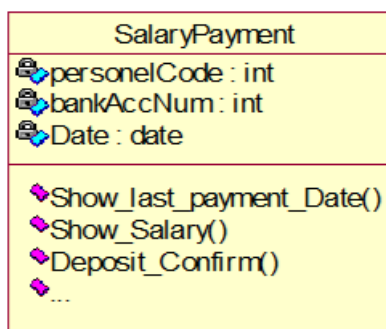 SalaryPayment
personelCode : int
bankAccNum : int
Date : date
Show_last_payment_Date()
Show_Salary()
Deposit_Confirm()
...